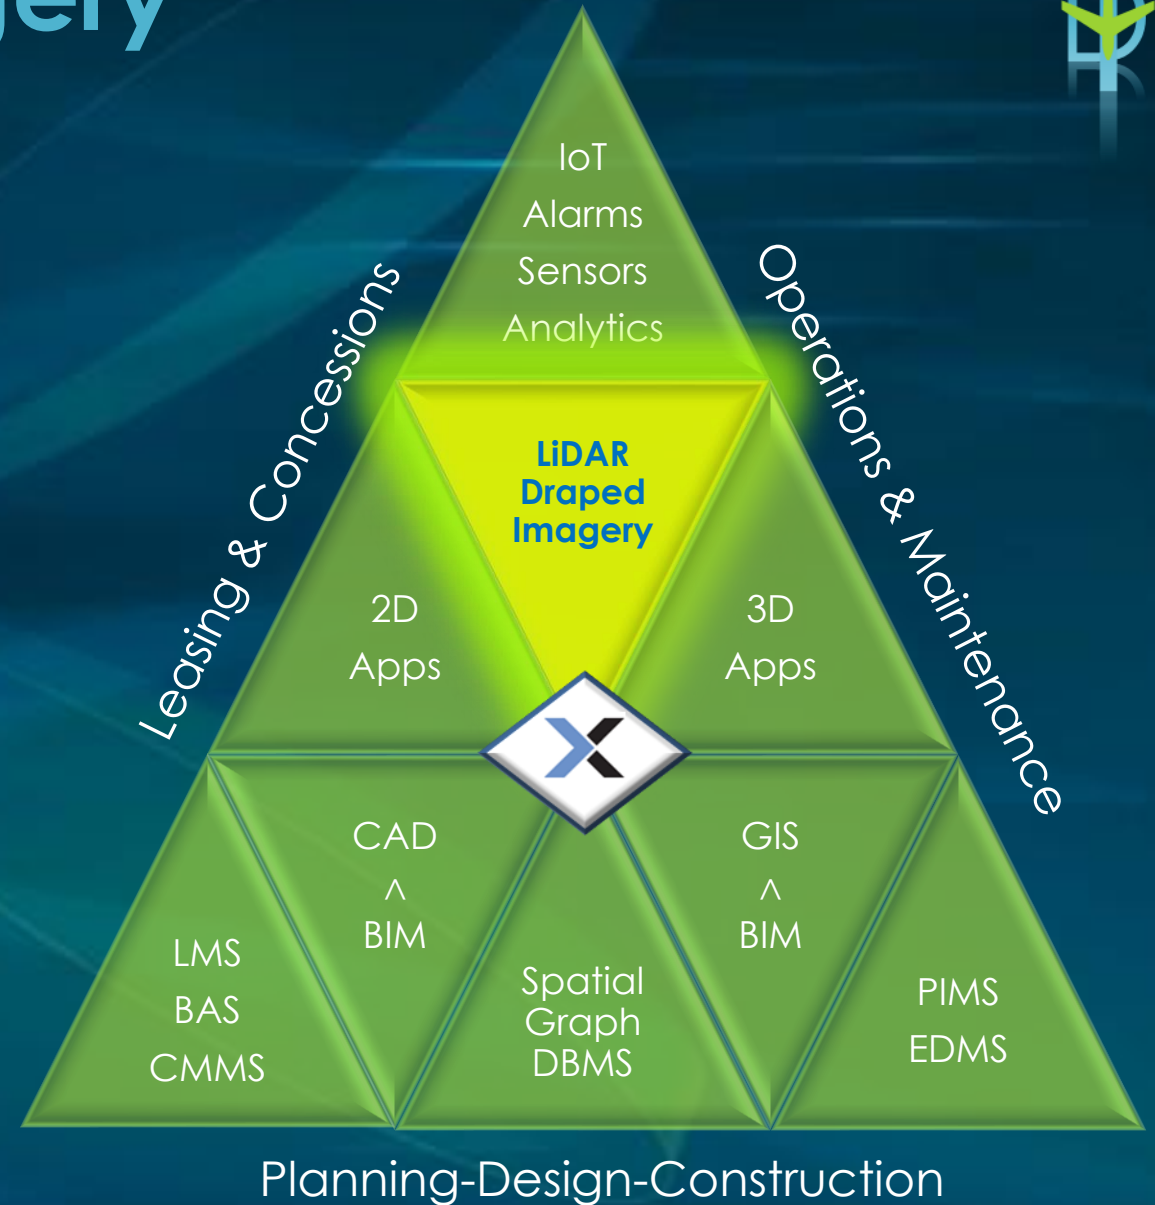 gery
IoT
Alarms
Sensors
Analytics
Leasing & Concessions
Operations & Maintenance
LiDAR
Draped
Imagery
2D
Apps
3D
Apps
CAD
^
BIM
GIS
^
BIM
LMS
BAS
CMMS
Spatial
Graph
DBMS
PIMS
EDMS
Planning-Design-Construction